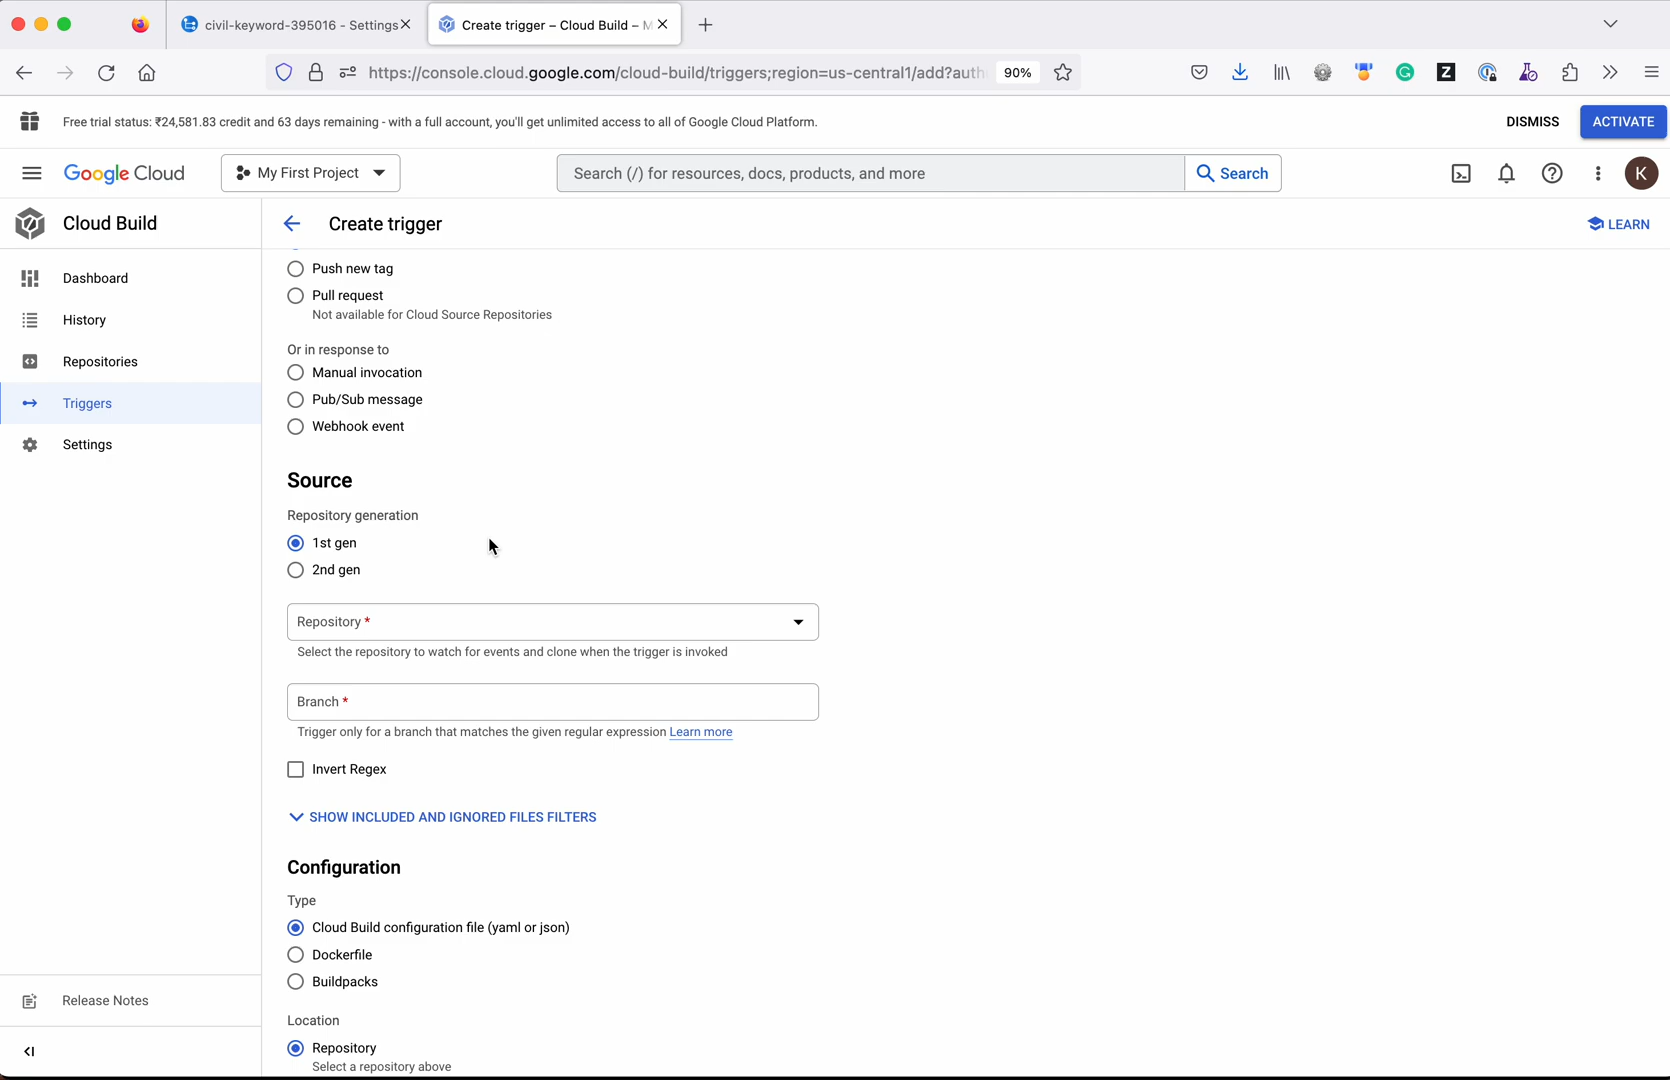 civil-keyword-395016 - Settings
Create trigger – Cloud Build – M
https://console.cloud.google.com/cloud-build/triggers;region=us-central1/add?auth
90%
Free trial status: ₹24,581.83 credit and 63 days remaining - with a full account, you'll get unlimited access to all of Google Cloud Platform.
DISMISS
ACTIVATE
Google Cloud
My First Project
Search (/) for resources, docs, products, and more
Search
K
Cloud Build
Create trigger
LEARN
Dashboard
History
Repositories
Triggers
Settings
Release Notes
Push new tag
Pull request
Not available for Cloud Source Repositories
Or in response to
Manual invocation
Pub/Sub message
Webhook event
Source
Repository generation
1st gen
2nd gen
Repository *
Select the repository to watch for events and clone when the trigger is invoked
Branch *
Trigger only for a branch that matches the given regular expression Learn more
Invert Regex
SHOW INCLUDED AND IGNORED FILES FILTERS
Configuration
Type
Cloud Build configuration file (yaml or json)
Dockerfile
Buildpacks
Location
Repository
Select a repository above